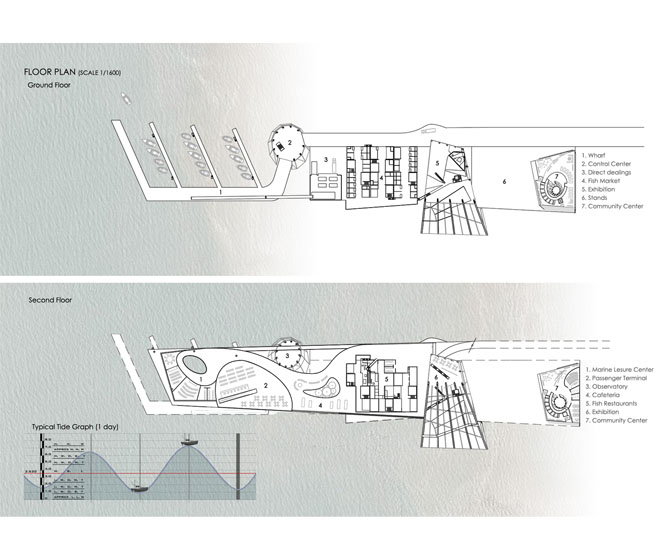 FLOOR PLAN (SCALE 1/1600)
Ground Floor
1
2
3
4
5
6
7
1. Wharf
2. Control Center
3. Direct dealings
4. Fish Market
5. Exhibition
6. Stands
7. Community Center
Second Floor
1
2
3
4
5
7
1. Marine Lesure Center
2. Passenger Terminal
3. Observatory
4. Cafeteria
5. Fish Restaurants
6. Exhibition
7. Community Center
Typical Tide Graph (1 day)